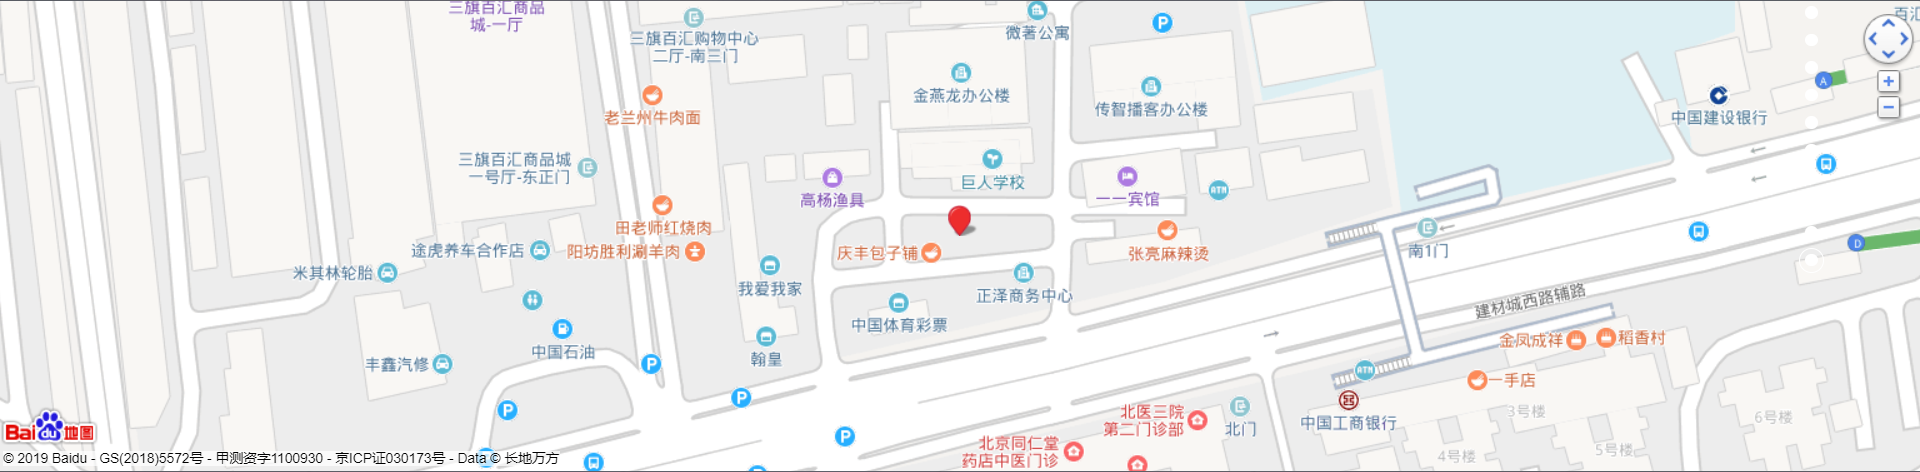 三旗百汇商品
城-一厅
三旗百汇购物中心
二厅-南三门
微著公寓
P
百汇
老兰州牛肉面
金燕龙办公楼
传智播客办公楼
中国建设银行
A
三旗百汇商品城
一号厅-东正门
巨人学校
高杨渔具
一一宾馆
ATM
田老师红烧肉
途虎养车合作店
阳坊胜利涮羊肉
庆丰包子铺
张亮麻辣烫
南1门
D
米其林轮胎
我爱我家
正泽商务中心
建材城西路辅路
中国体育彩票
中国石油
翰皇
丰鑫汽修
金凤成祥
稻香村
P
P
P
P
ATM
一手店
中国工商银行
北医三院
第二门诊部
北门
3号楼
6号楼
4号楼
5号楼
北京同仁堂
药店中医门诊
Bai du 地图
© 2019 Baidu - GS(2018)5572号 - 甲测资字1100930 - 京ICP证030173号 - Data © 长地万方